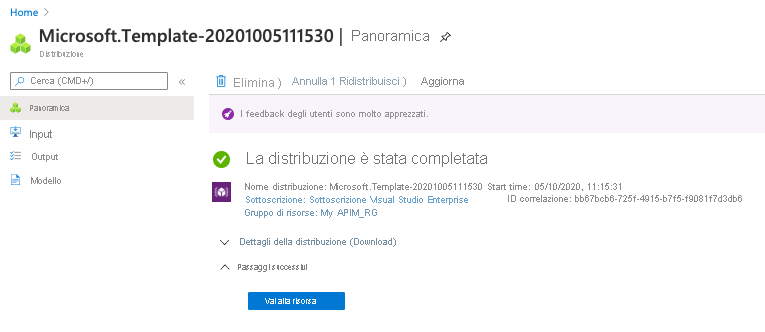 Home >
Microsoft.Template-20201005111530 | Panoramica
Distribuzione
Cerca (CMD+/) «
Elimina ) Annulla 1 Ridistribuisci ) Aggiorna
Panoramica
Input
Output
Modello
I feedback degli utenti sono molto apprezzati.
La distribuzione è stata completata
Nome distribuzione: Microsoft.Template-20201005111530 Start time: 05/10/2020, 11:15:31
Sottoscrizione: Sottoscrizione Visual Studio Enterprise ID correlazione: bb67bcb6-725f-4915-b7f5-f9081f7d3db6
Gruppo di risorse: My APIM_RG
Dettagli della distribuzione (Download)
Passaggi successivi
Vai alla risorsa